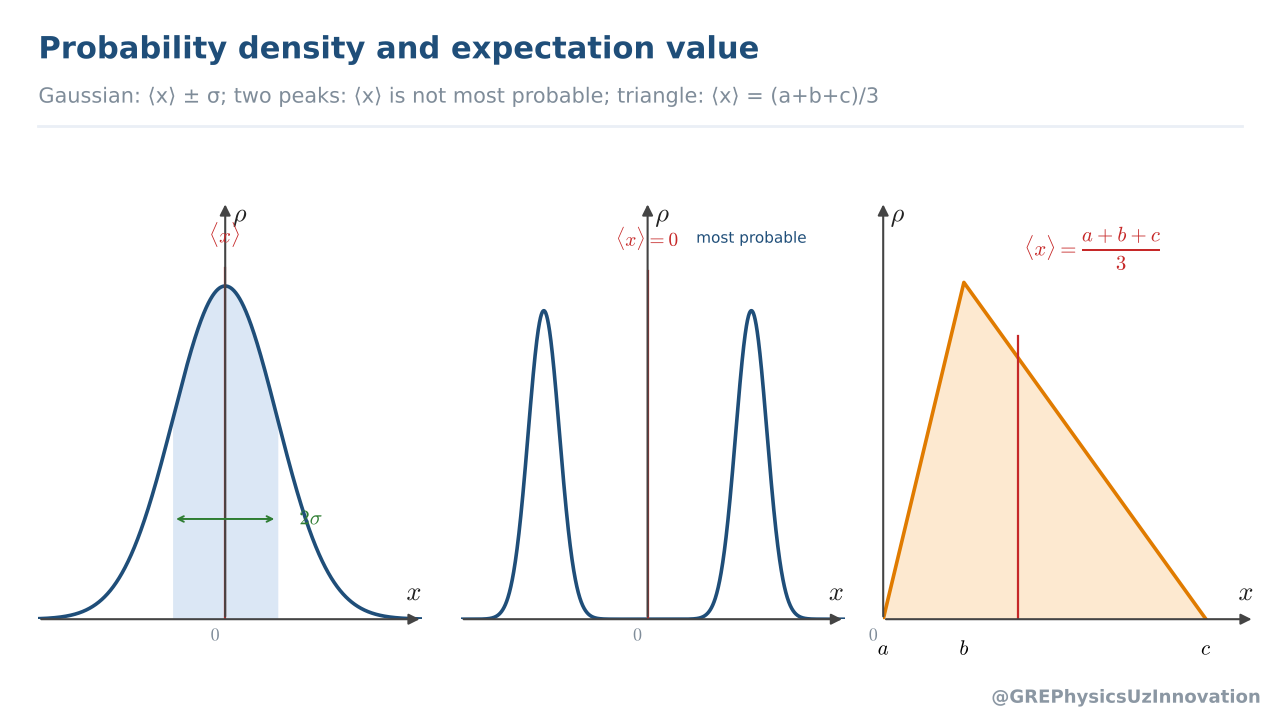 Probability density and expectation value
Gaussian: ⟨x⟩ ± σ; two peaks: ⟨x⟩ is not most probable; triangle: ⟨x⟩ = (a+b+c)/3
ρ
⟨x⟩
2σ
x
0
ρ
⟨x⟩ = 0
most probable
x
0
ρ
⟨x⟩ = (a + b + c)/3
x
0
a
b
c
@GREPhysicsUzInnovation